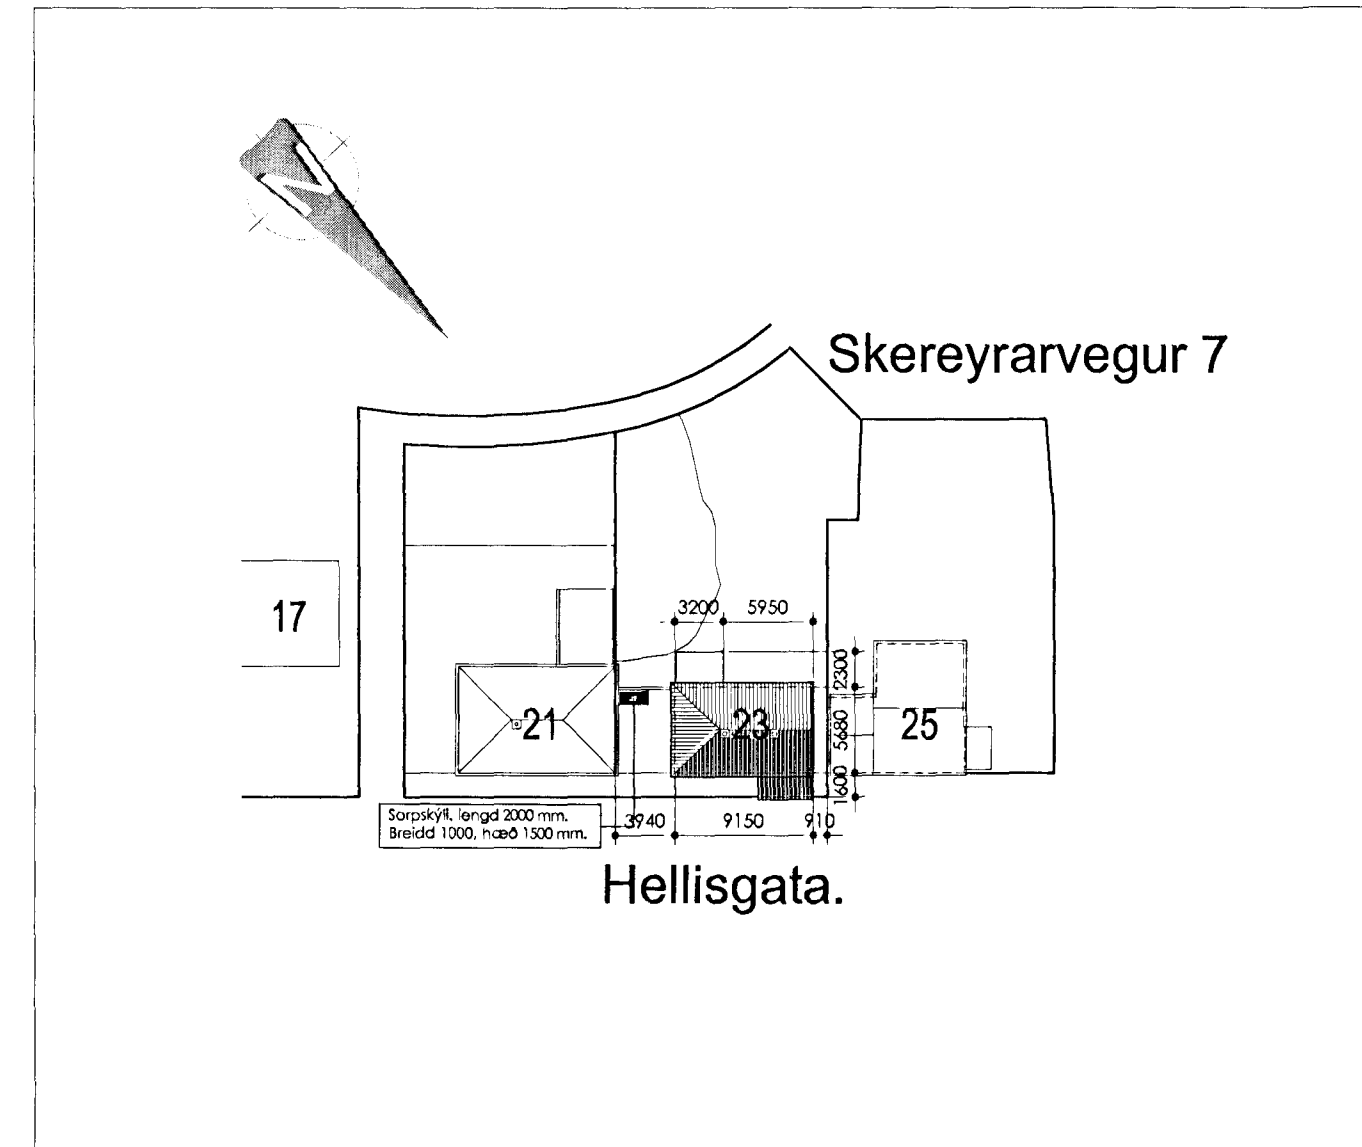 N
Skereyrarvegur 7
17
3200 5950
2300
21
23
5680
25
1600
Sorpskýli, lengd 2000 mm.
Breidd 1000, hæð 1500 mm.
3940 9150 910
Hellisgata.